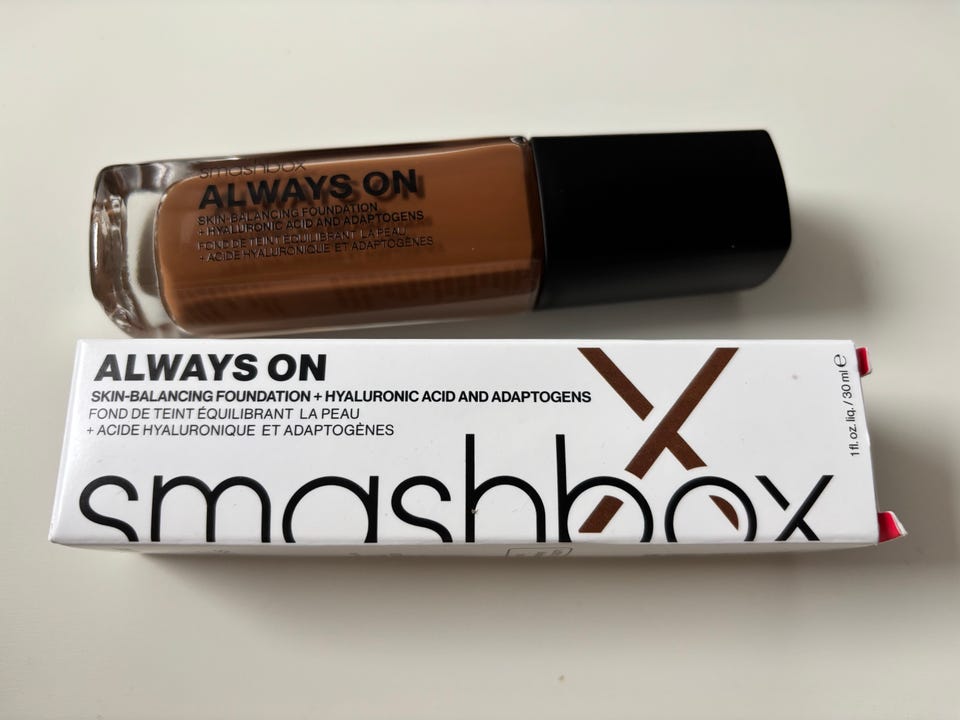 smashbox
ALWAYS ON
SKIN-BALANCING FOUNDATION
+ HYALURONIC ACID AND ADAPTOGENS
FOND DE TEINT ÉQUILIBRANT LA PEAU
+ ACIDE HYALURONIQUE ET ADAPTOGÈNES
ALWAYS ON
SKIN-BALANCING FOUNDATION + HYALURONIC ACID AND ADAPTOGENS
FOND DE TEINT ÉQUILIBRANT LA PEAU
+ ACIDE HYALURONIQUE ET ADAPTOGÈNES
smashbox
1 fl. oz. liq. / 30 ml ℮